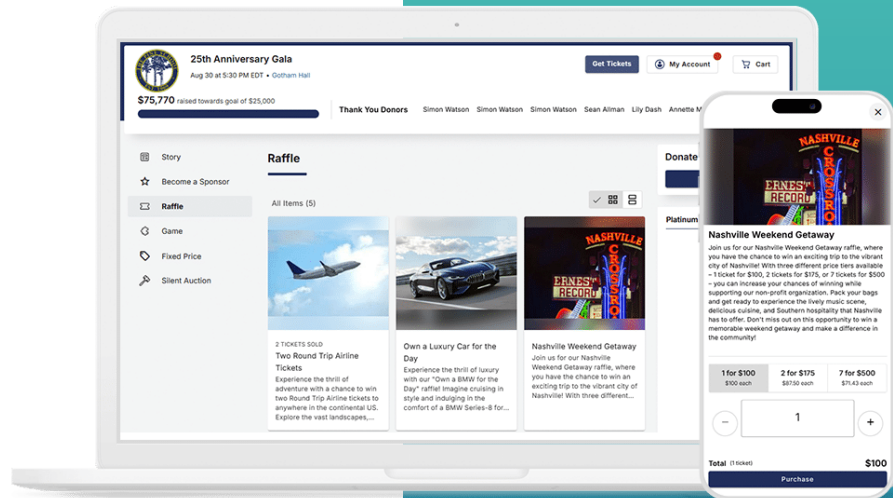 25th Anniversary Gala
Aug 30 at 5:30 PM EDT • Gotham Hall
Get Tickets
My Account
Cart
$75,770 raised towards goal of $25,000
Thank You Donors
Simon Watson Simon Watson Simon Watson Sean Allman Lily Dash Annette M
Story
Become a Sponsor
Raffle
Game
Fixed Price
Silent Auction
Raffle
All Items (5)
2 TICKETS SOLD
Two Round Trip Airline
Tickets
Experience the thrill of
adventure with a chance to win
two Round Trip Airline tickets to
anywhere in the continental US.
Explore the vast landscapes,...
Own a Luxury Car for the
Day
Experience the thrill of luxury
with our "Own a BMW for the
Day" raffle! Imagine cruising in
style and indulging in the
comfort of a BMW Series-8 for...
NASHVILLE
CROSSROADS
ERNEST
RECORD
Nashville Weekend Getaway
Join us for our Nashville Weekend Getaway raffle, where
you have the chance to win an
exciting trip to the vibrant city of
Nashville! With three different...
Donate
Platinum
NASHVILLE
CROSSRO
ERNEST
RECORD
Nashville Weekend Getaway
Join us for our Nashville Weekend Getaway raffle, where
you have the chance to win an exciting trip to the vibrant
city of Nashville! With three different price tiers available
– 1 ticket for $100, 2 tickets for $175, or 7 tickets for $500
– you can increase your chances of winning while
supporting our non-profit organization. Pack your bags
and get ready to experience the lively music scene,
delicious cuisine, and Southern hospitality that Nashville
has to offer. Don't miss out on this opportunity to win a
memorable weekend getaway and make a difference in
the community!
1 for $100
$100 each
2 for $175
$87.50 each
7 for $500
$71.43 each
1
Total (1 ticket) $100
Purchase